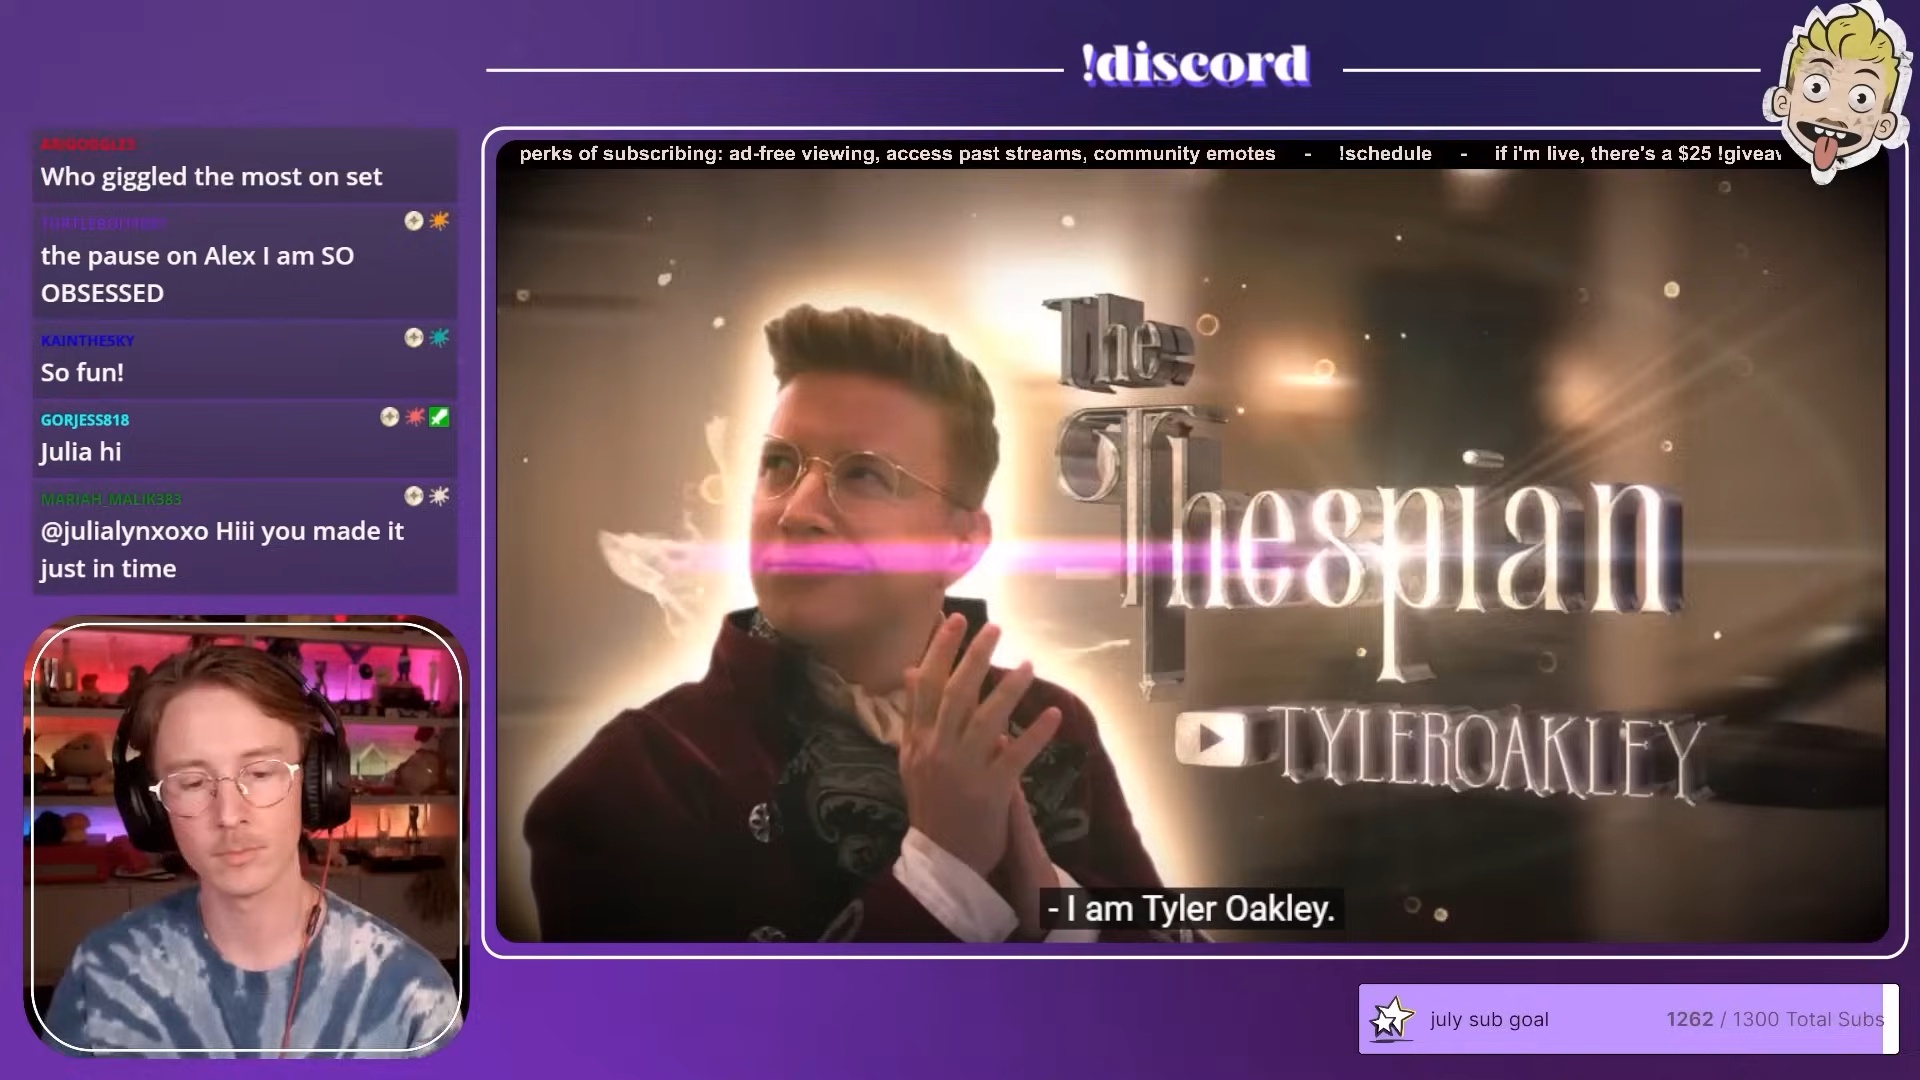 !discord
perks of subscribing: ad-free viewing, access past streams, community emotes - !schedule - if i'm live, there's a $25 !giveav
Who giggled the most on set
the pause on Alex I am SO
OBSESSED
KAINTHESKY
So fun!
GORJESS818
Julia hi
MARIAH_MALIK383
@julialynxoxo Hiii you made it
just in time
the
Thespian
TYLEROAKLEY
- I am Tyler Oakley.
july sub goal 1262 / 1300 Total Subs